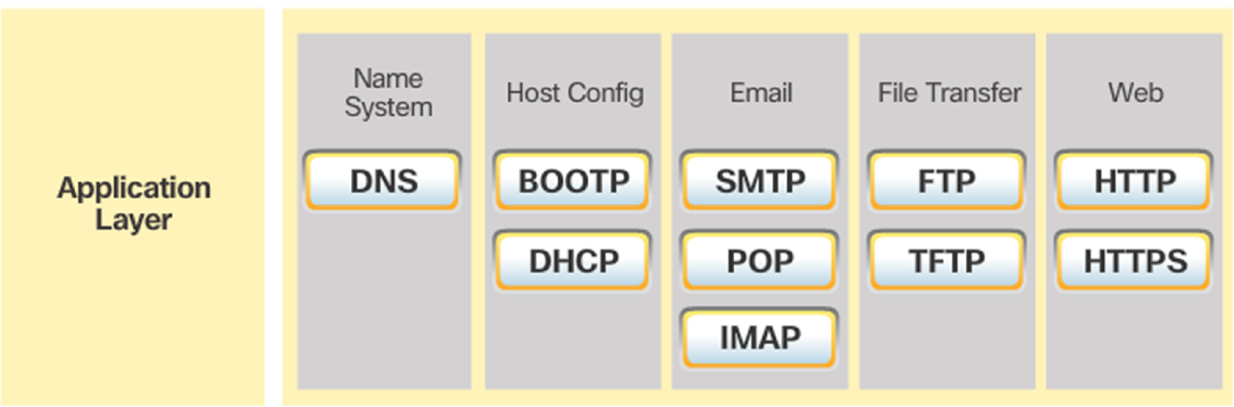 Application
Layer
Name
System
DNS
Host Config
BOOTP
DHCP
Email
SMTP
POP
IMAP
File Transfer
FTP
TFTP
Web
HTTP
HTTPS